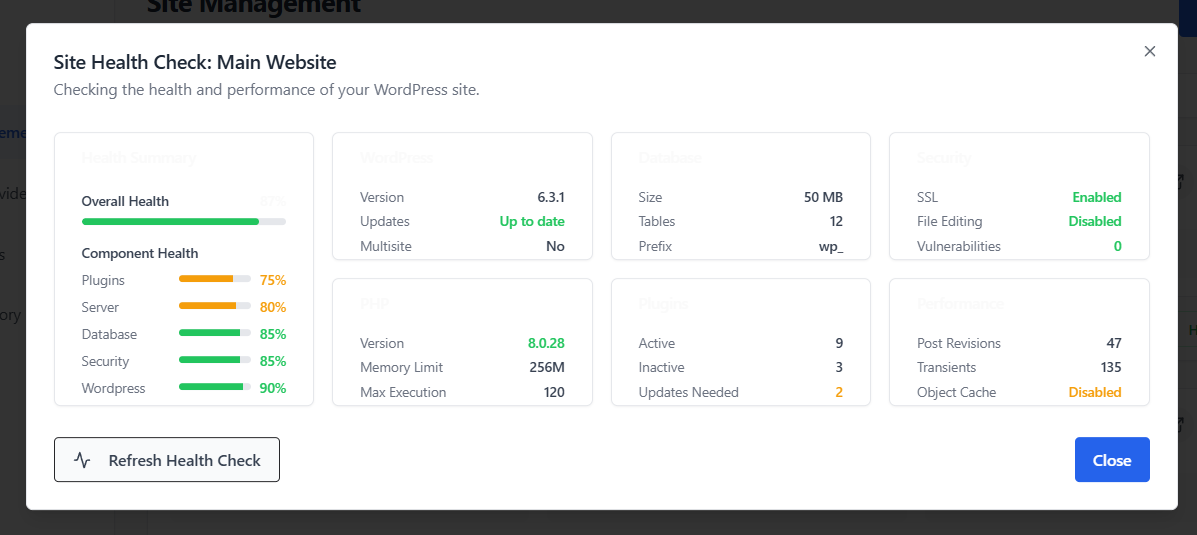 Site Management
Site Health Check: Main Website
Checking the health and performance of your WordPress site.
Health Summary
Overall Health 87%
Component Health
Plugins 75%
Server 80%
Database 85%
Security 85%
Wordpress 90%
WordPress
Version 6.3.1
Updates Up to date
Multisite No
Database
Size 50 MB
Tables 12
Prefix wp_
Security
SSL Enabled
File Editing Disabled
Vulnerabilities 0
PHP
Version 8.0.28
Memory Limit 256M
Max Execution 120
Plugins
Active 9
Inactive 3
Updates Needed 2
Performance
Post Revisions 47
Transients 135
Object Cache Disabled
Refresh Health Check
Close